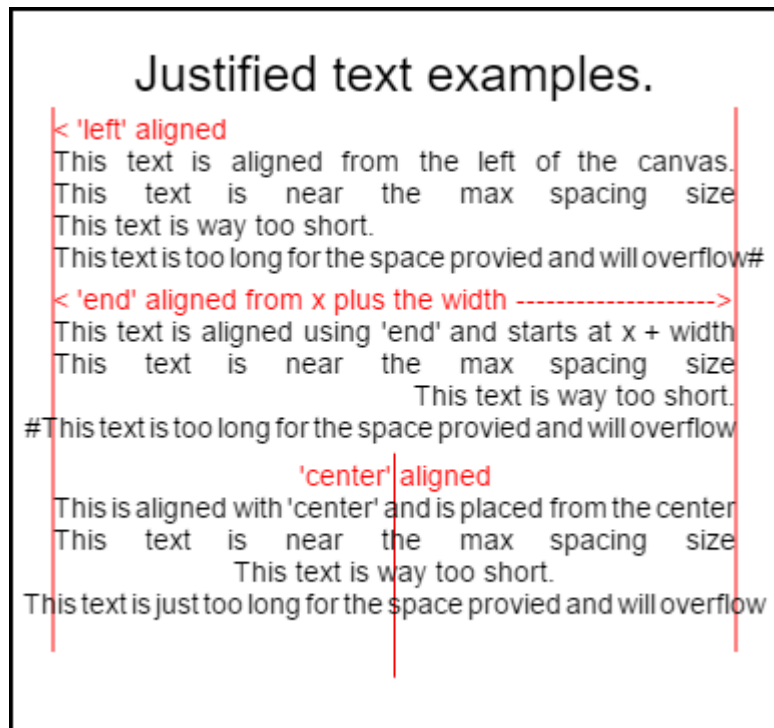 Justified text examples.
< 'left' aligned
This text is aligned from the left of the canvas.
This text is near the max spacing size
This text is way too short.
This text is too long for the space provied and will overflow#
< 'end' aligned from x plus the width -------------------->
This text is aligned using 'end' and starts at x + width
This text is near the max spacing size
This text is way too short.
#This text is too long for the space provied and will overflow
'center' aligned
This is aligned with 'center' and is placed from the center
This text is near the max spacing size
This text is way too short.
This text is just too long for the space provied and will overflow